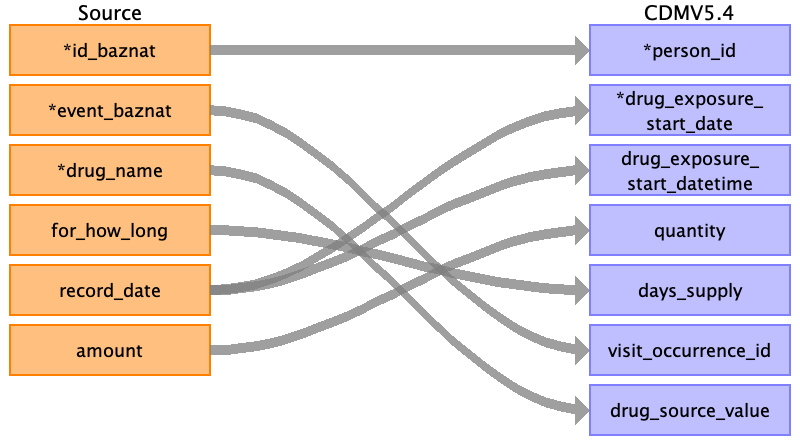 Source
CDMV5.4
*id_baznat
*person_id
*event_baznat
*drug_exposure_
start_date
*drug_name
drug_exposure_
start_datetime
for_how_long
quantity
record_date
days_supply
amount
visit_occurrence_id
drug_source_value